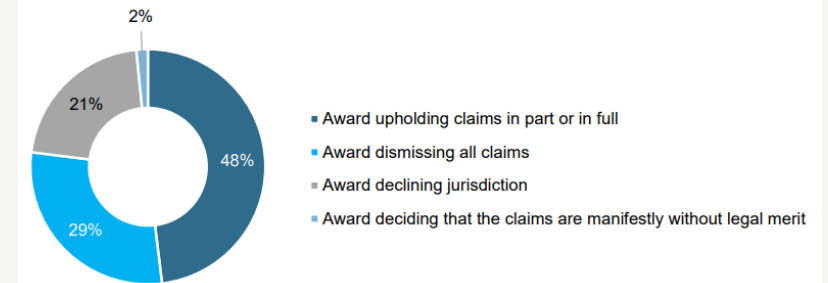 2%
21%
48%
29%
Award upholding claims in part or in full
Award dismissing all claims
Award declining jurisdiction
Award deciding that the claims are manifestly without legal merit